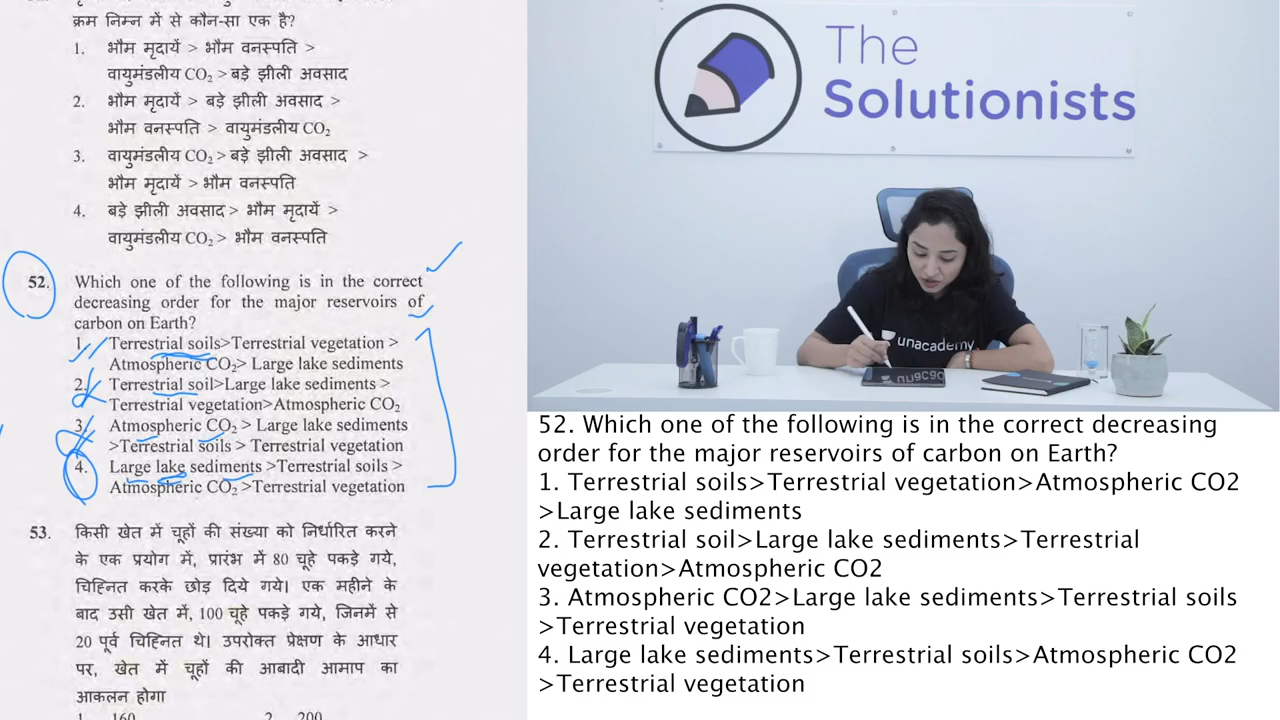 क्रम निम्न में से कौन-सा एक है?
1. भौम मृदायें > भौम वनस्पति >
वायुमंडलीय CO2 > बड़े झीली अवसाद
2. भौम मृदायें > बड़े झीली अवसाद >
भौम वनस्पति > वायुमंडलीय CO2
3. वायुमंडलीय CO2 > बड़े झीली अवसाद >
भौम मृदायें > भौम वनस्पति
4. बड़े झीली अवसाद > भौम मृदायें >
वायुमंडलीय CO2 > भौम वनस्पति
52. Which one of the following is in the correct
decreasing order for the major reservoirs of
carbon on Earth?
1. Terrestrial soils>Terrestrial vegetation >
Atmospheric CO2> Large lake sediments
2. Terrestrial soil>Large lake sediments >
Terrestrial vegetation>Atmospheric CO2
3. Atmospheric CO2 > Large lake sediments
>Terrestrial soils > Terrestrial vegetation
4. Large lake sediments >Terrestrial soils >
Atmospheric CO2 >Terrestrial vegetation
53. किसी खेत में चूहों की संख्या को निर्धारित करने
के एक प्रयोग में, प्रारंभ में 80 चूहे पकड़े गये,
चिह्नित करके छोड़ दिये गये। एक महीने के
बाद उसी खेत में, 100 चूहे पकड़े गये, जिनमें से
20 पूर्व चिह्नित थे। उपरोक्त प्रेक्षण के आधार
पर, खेत में चूहों की आबादी आमाप का
आकलन होगा
1. 160 2. 200
The
Solutionists
unacademy
52. Which one of the following is in the correct decreasing
order for the major reservoirs of carbon on Earth?
1. Terrestrial soils>Terrestrial vegetation>Atmospheric CO2
>Large lake sediments
2. Terrestrial soil>Large lake sediments>Terrestrial
vegetation>Atmospheric CO2
3. Atmospheric CO2>Large lake sediments>Terrestrial soils
>Terrestrial vegetation
4. Large lake sediments>Terrestrial soils>Atmospheric CO2
>Terrestrial vegetation